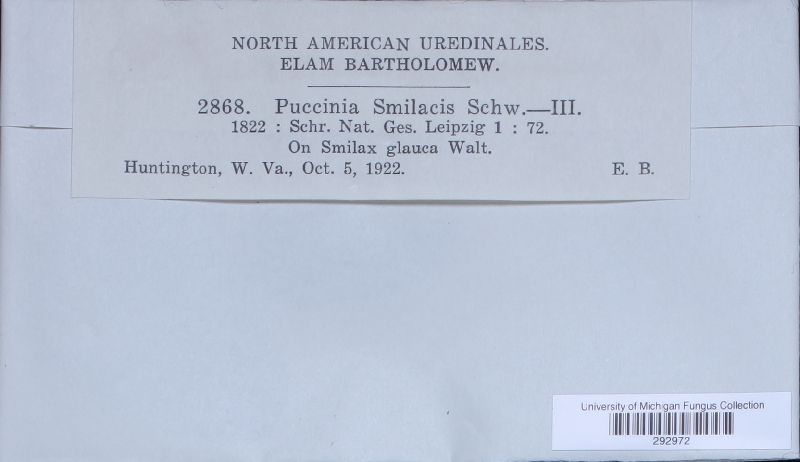 NORTH AMERICAN UREDINALES.
ELAM BARTHOLOMEW.
2868. Puccinia Smilacis Schw.—III.
1822 : Schr. Nat. Ges. Leipzig 1 : 72.
On Smilax glauca Walt.
Huntington, W. Va., Oct. 5, 1922. E. B.
University of Michigan Fungus Collection
292972